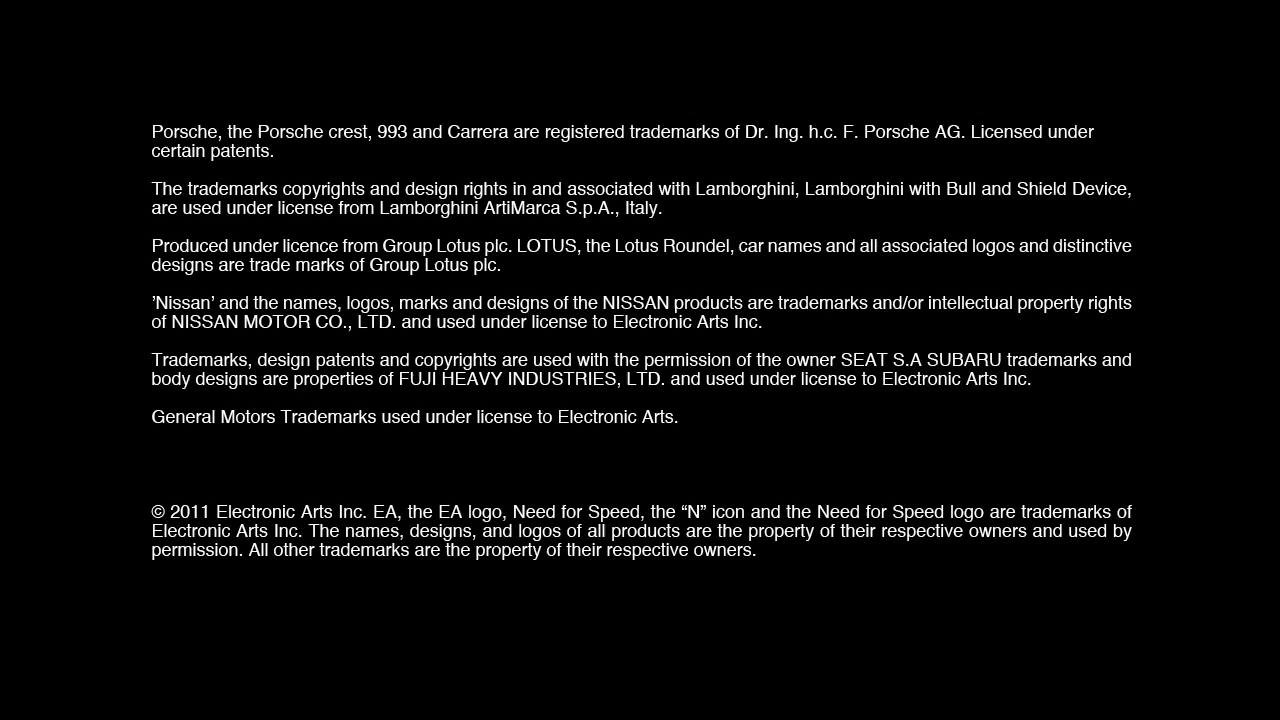 Porsche, the Porsche crest, 993 and Carrera are registered trademarks of Dr. Ing. h.c. F. Porsche AG. Licensed under
certain patents.
The trademarks copyrights and design rights in and associated with Lamborghini, Lamborghini with Bull and Shield Device,
are used under license from Lamborghini ArtiMarca S.p.A., Italy.
Produced under licence from Group Lotus plc. LOTUS, the Lotus Roundel, car names and all associated logos and distinctive
designs are trade marks of Group Lotus plc.
’Nissan’ and the names, logos, marks and designs of the NISSAN products are trademarks and/or intellectual property rights
of NISSAN MOTOR CO., LTD. and used under license to Electronic Arts Inc.
Trademarks, design patents and copyrights are used with the permission of the owner SEAT S.A SUBARU trademarks and
body designs are properties of FUJI HEAVY INDUSTRIES, LTD. and used under license to Electronic Arts Inc.
General Motors Trademarks used under license to Electronic Arts.
© 2011 Electronic Arts Inc. EA, the EA logo, Need for Speed, the “N” icon and the Need for Speed logo are trademarks of
Electronic Arts Inc. The names, designs, and logos of all products are the property of their respective owners and used by
permission. All other trademarks are the property of their respective owners.